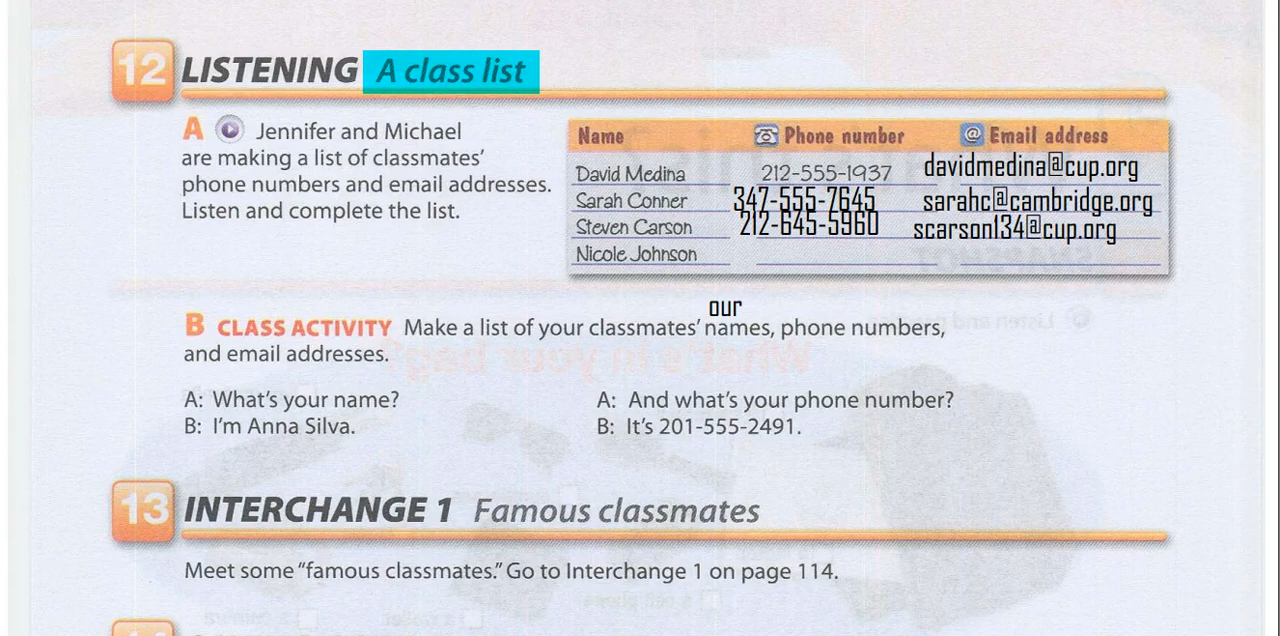 12 LISTENING A class list
A Jennifer and Michael
are making a list of classmates'
phone numbers and email addresses.
Listen and complete the list.
Name Phone number @ Email address
David Medina 212-555-1937 davidmedina@cup.org
Sarah Conner 347-555-7645 sarahc@cambridge.org
Steven Carson 212-645-5960 scarson134@cup.org
Nicole Johnson
our
B CLASS ACTIVITY Make a list of your classmates' names, phone numbers,
and email addresses.
A: What's your name?
B: I'm Anna Silva.
A: And what's your phone number?
B: It's 201-555-2491.
13 INTERCHANGE 1 Famous classmates
Meet some "famous classmates." Go to Interchange 1 on page 114.